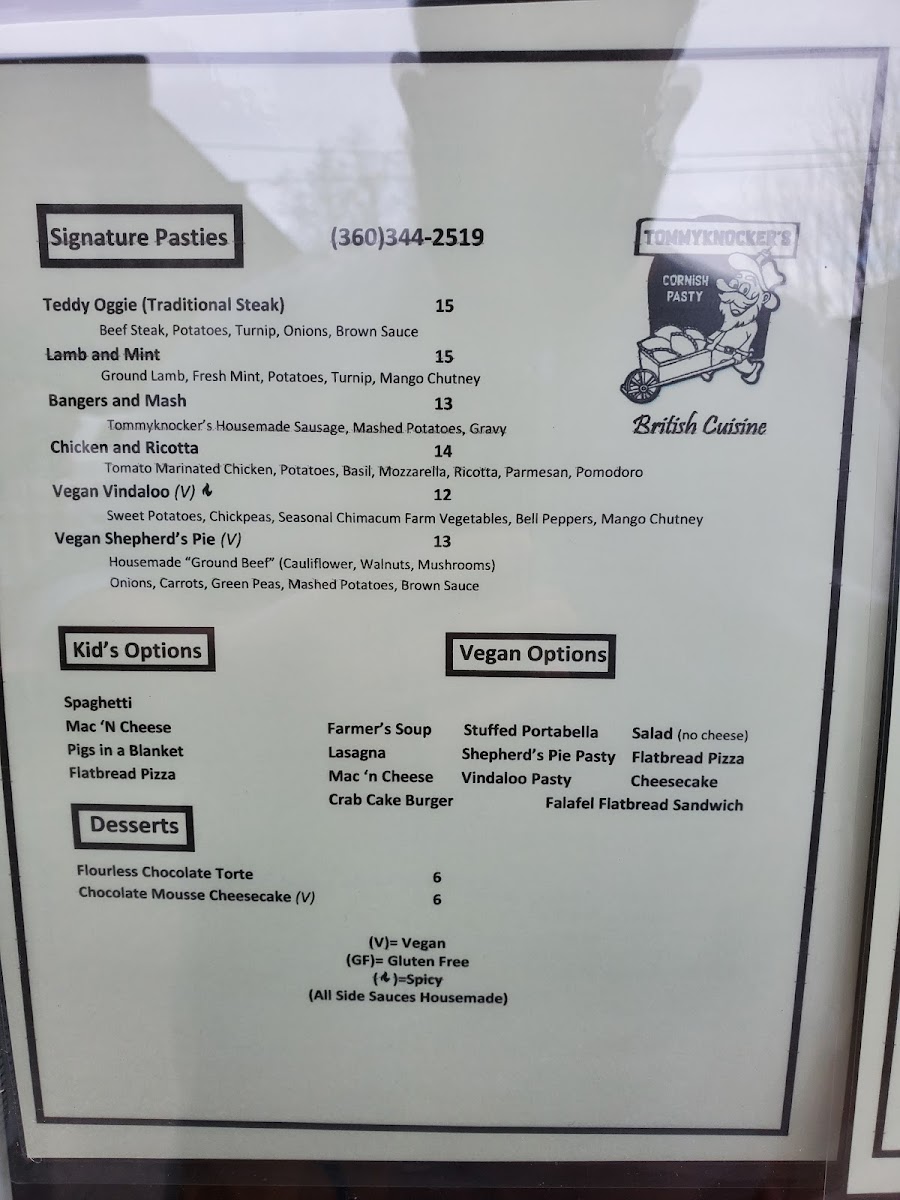 Signature Pasties
(360)344-2519
TOMMYKNOCKER'S
CORNISH
PASTY
British Cuisine
Teddy Oggie (Traditional Steak) 15
Beef Steak, Potatoes, Turnip, Onions, Brown Sauce
Lamb and Mint 15
Ground Lamb, Fresh Mint, Potatoes, Turnip, Mango Chutney
Bangers and Mash 13
Tommyknocker's Housemade Sausage, Mashed Potatoes, Gravy
Chicken and Ricotta 14
Tomato Marinated Chicken, Potatoes, Basil, Mozzarella, Ricotta, Parmesan, Pomodoro
Vegan Vindaloo (V) 12
Sweet Potatoes, Chickpeas, Seasonal Chimacum Farm Vegetables, Bell Peppers, Mango Chutney
Vegan Shepherd's Pie (V) 13
Housemade "Ground Beef" (Cauliflower, Walnuts, Mushrooms)
Onions, Carrots, Green Peas, Mashed Potatoes, Brown Sauce
Kid's Options
Spaghetti
Mac 'N Cheese
Pigs in a Blanket
Flatbread Pizza
Vegan Options
Farmer's Soup Stuffed Portabella Salad (no cheese)
Lasagna Shepherd's Pie Pasty Flatbread Pizza
Mac 'n Cheese Vindaloo Pasty Cheesecake
Crab Cake Burger Falafel Flatbread Sandwich
Desserts
Flourless Chocolate Torte 6
Chocolate Mousse Cheesecake (V) 6
(V)= Vegan
(GF)= Gluten Free
( )=Spicy
(All Side Sauces Housemade)